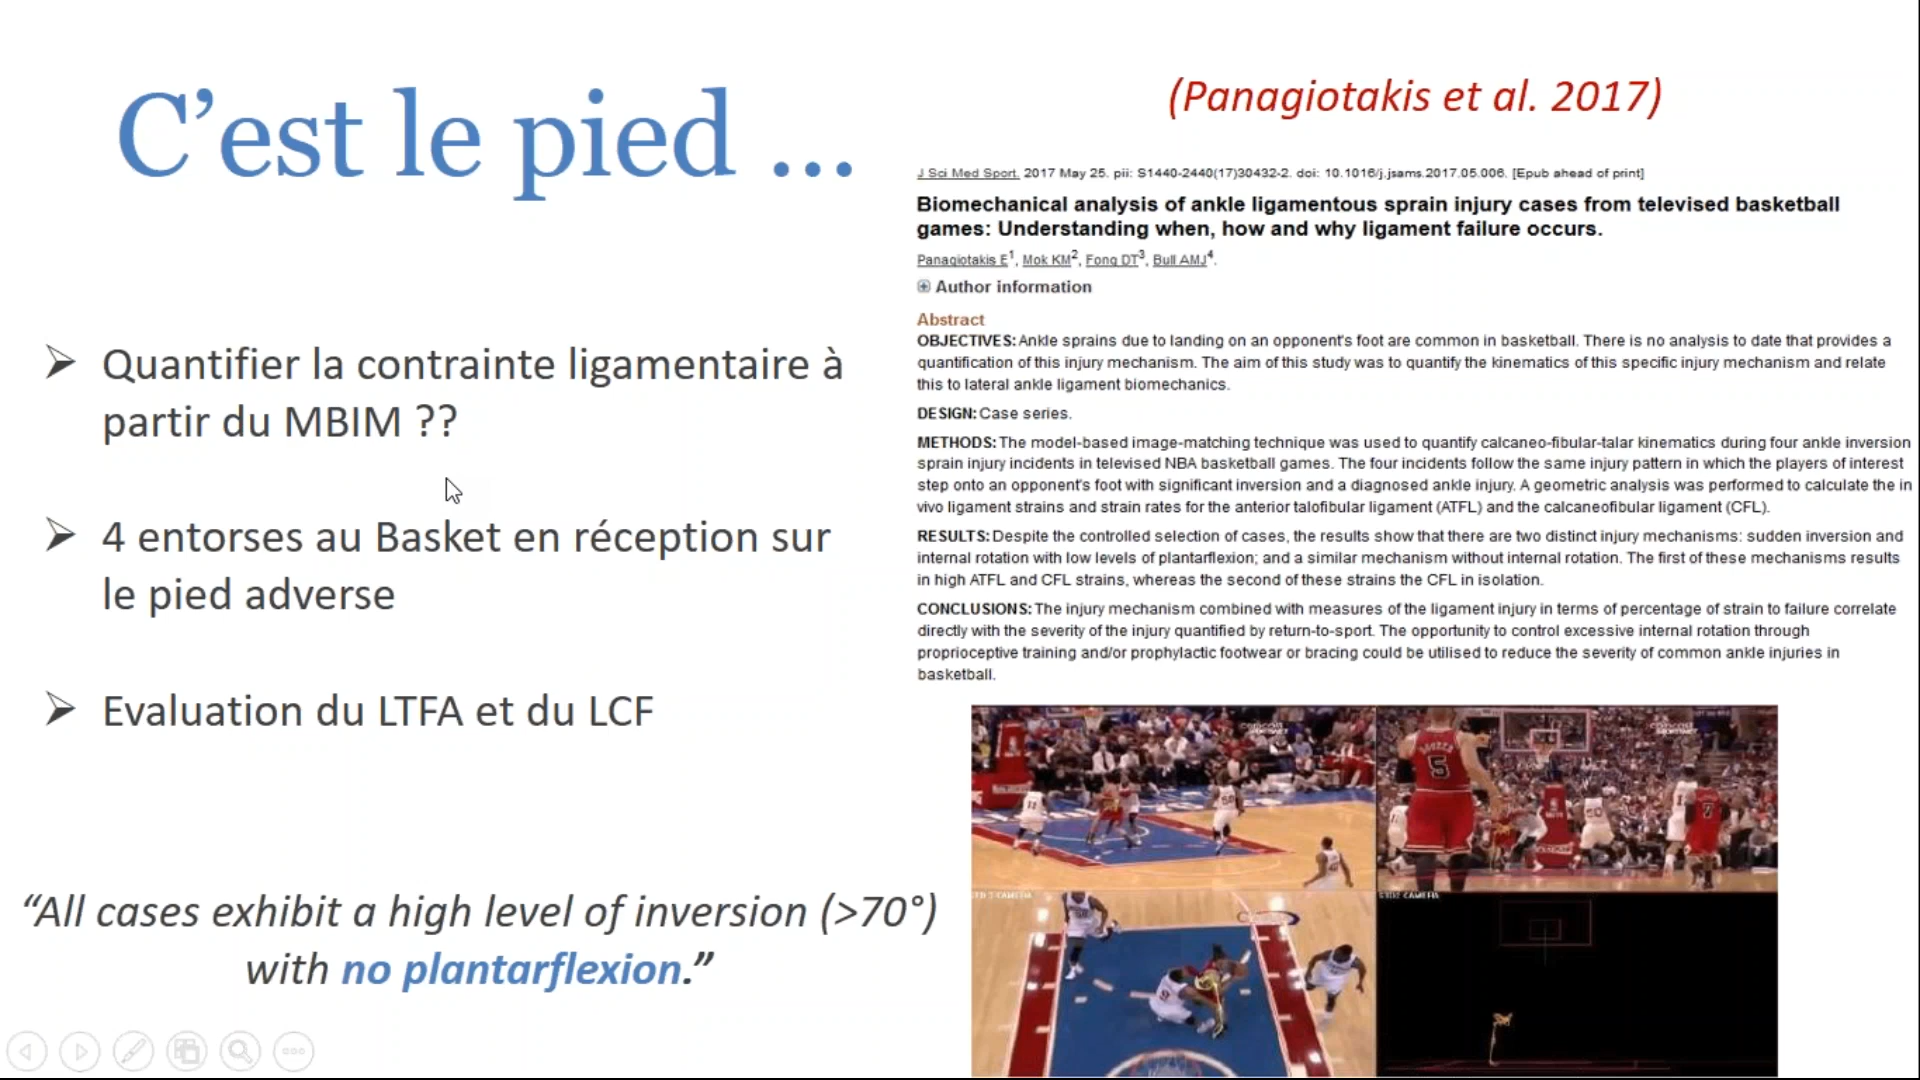 C’est le pied ...
(Panagiotakis et al. 2017)
J Sci Med Sport. 2017 May 25. pii: S1440-2440(17)30432-2. doi: 10.1016/j.jsams.2017.05.006. [Epub ahead of print]
Biomechanical analysis of ankle ligamentous sprain injury cases from televised basketball
games: Understanding when, how and why ligament failure occurs.
Panagiotakis E1, Mok KM2, Fong DT3, Bull AMJ4.
Author information
Abstract
OBJECTIVES: Ankle sprains due to landing on an opponent's foot are common in basketball. There is no analysis to date that provides a
quantification of this injury mechanism. The aim of this study was to quantify the kinematics of this specific injury mechanism and relate
this to lateral ankle ligament biomechanics.
DESIGN: Case series.
METHODS: The model-based image-matching technique was used to quantify calcaneo-fibular-talar kinematics during four ankle inversion
sprain injury incidents in televised NBA basketball games. The four incidents follow the same injury pattern in which the players of interest
step onto an opponent's foot with significant inversion and a diagnosed ankle injury. A geometric analysis was performed to calculate the in
vivo ligament strains and strain rates for the anterior talofibular ligament (ATFL) and the calcaneofibular ligament (CFL).
RESULTS: Despite the controlled selection of cases, the results show that there are two distinct injury mechanisms: sudden inversion and
internal rotation with low levels of plantarflexion; and a similar mechanism without internal rotation. The first of these mechanisms results
in high ATFL and CFL strains, whereas the second of these strains the CFL in isolation.
CONCLUSIONS: The injury mechanism combined with measures of the ligament injury in terms of percentage of strain to failure correlate
directly with the severity of the injury quantified by return-to-sport. The opportunity to control excessive internal rotation through
proprioceptive training and/or prophylactic footwear or bracing could be utilised to reduce the severity of common ankle injuries in
basketball.
Quantifier la contrainte ligamentaire à
partir du MBIM ??
4 entorses au Basket en réception sur
le pied adverse
Evaluation du LTFA et du LCF
“All cases exhibit a high level of inversion (>70°)
with no plantarflexion.”
BOOZER
5
7
11
50